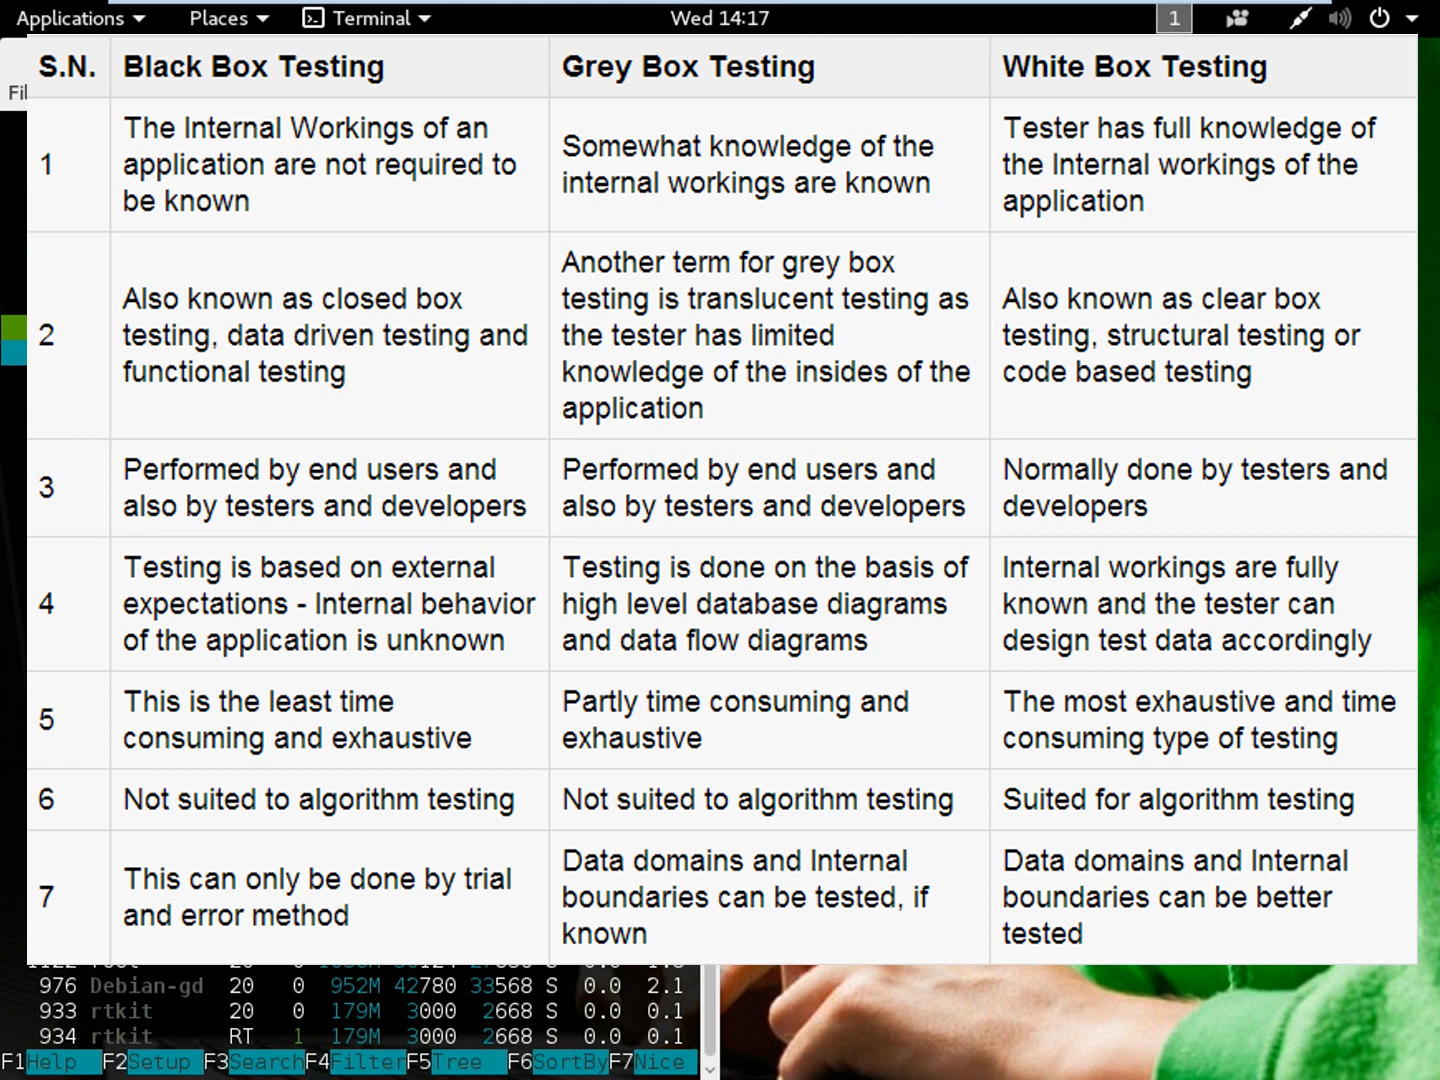 Applications Places Terminal Wed 14:17 1
S.N. Black Box Testing Grey Box Testing White Box Testing
Fil
1
The Internal Workings of an
application are not required to
be known
Somewhat knowledge of the
internal workings are known
Tester has full knowledge of
the Internal workings of the
application
2
Also known as closed box
testing, data driven testing and
functional testing
Another term for grey box
testing is translucent testing as
the tester has limited
knowledge of the insides of the
application
Also known as clear box
testing, structural testing or
code based testing
3
Performed by end users and
also by testers and developers
Performed by end users and
also by testers and developers
Normally done by testers and
developers
4
Testing is based on external
expectations - Internal behavior
of the application is unknown
Testing is done on the basis of
high level database diagrams
and data flow diagrams
Internal workings are fully
known and the tester can
design test data accordingly
5
This is the least time
consuming and exhaustive
Partly time consuming and
exhaustive
The most exhaustive and time
consuming type of testing
6
Not suited to algorithm testing
Not suited to algorithm testing
Suited for algorithm testing
7
This can only be done by trial
and error method
Data domains and Internal
boundaries can be tested, if
known
Data domains and Internal
boundaries can be better
tested
976 Debian-gd 20 0 952M 42780 33568 S 0.0 2.1
933 rtkit 20 0 179M 3000 2668 S 0.0 0.1
934 rtkit RT 1 179M 3000 2668 S 0.0 0.1
F1Help F2Setup F3SearchF4FilterF5Tree F6SortByF7Nice